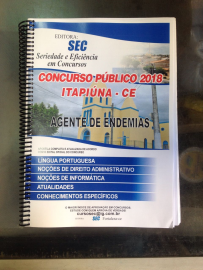 EDITORA:
SEC
Seriedade e Eficiência
em Concursos
CONCURSO PÚBLICO 2018
ITAPIÚNA - CE
AGENTE DE ENDEMIAS
LÍNGUA PORTUGUESA
NOÇÕES DE DIREITO ADMINISTRATIVO
NOÇÕES DE INFORMÁTICA
ATUALIDADES
CONHECIMENTOS ESPECÍFICOS